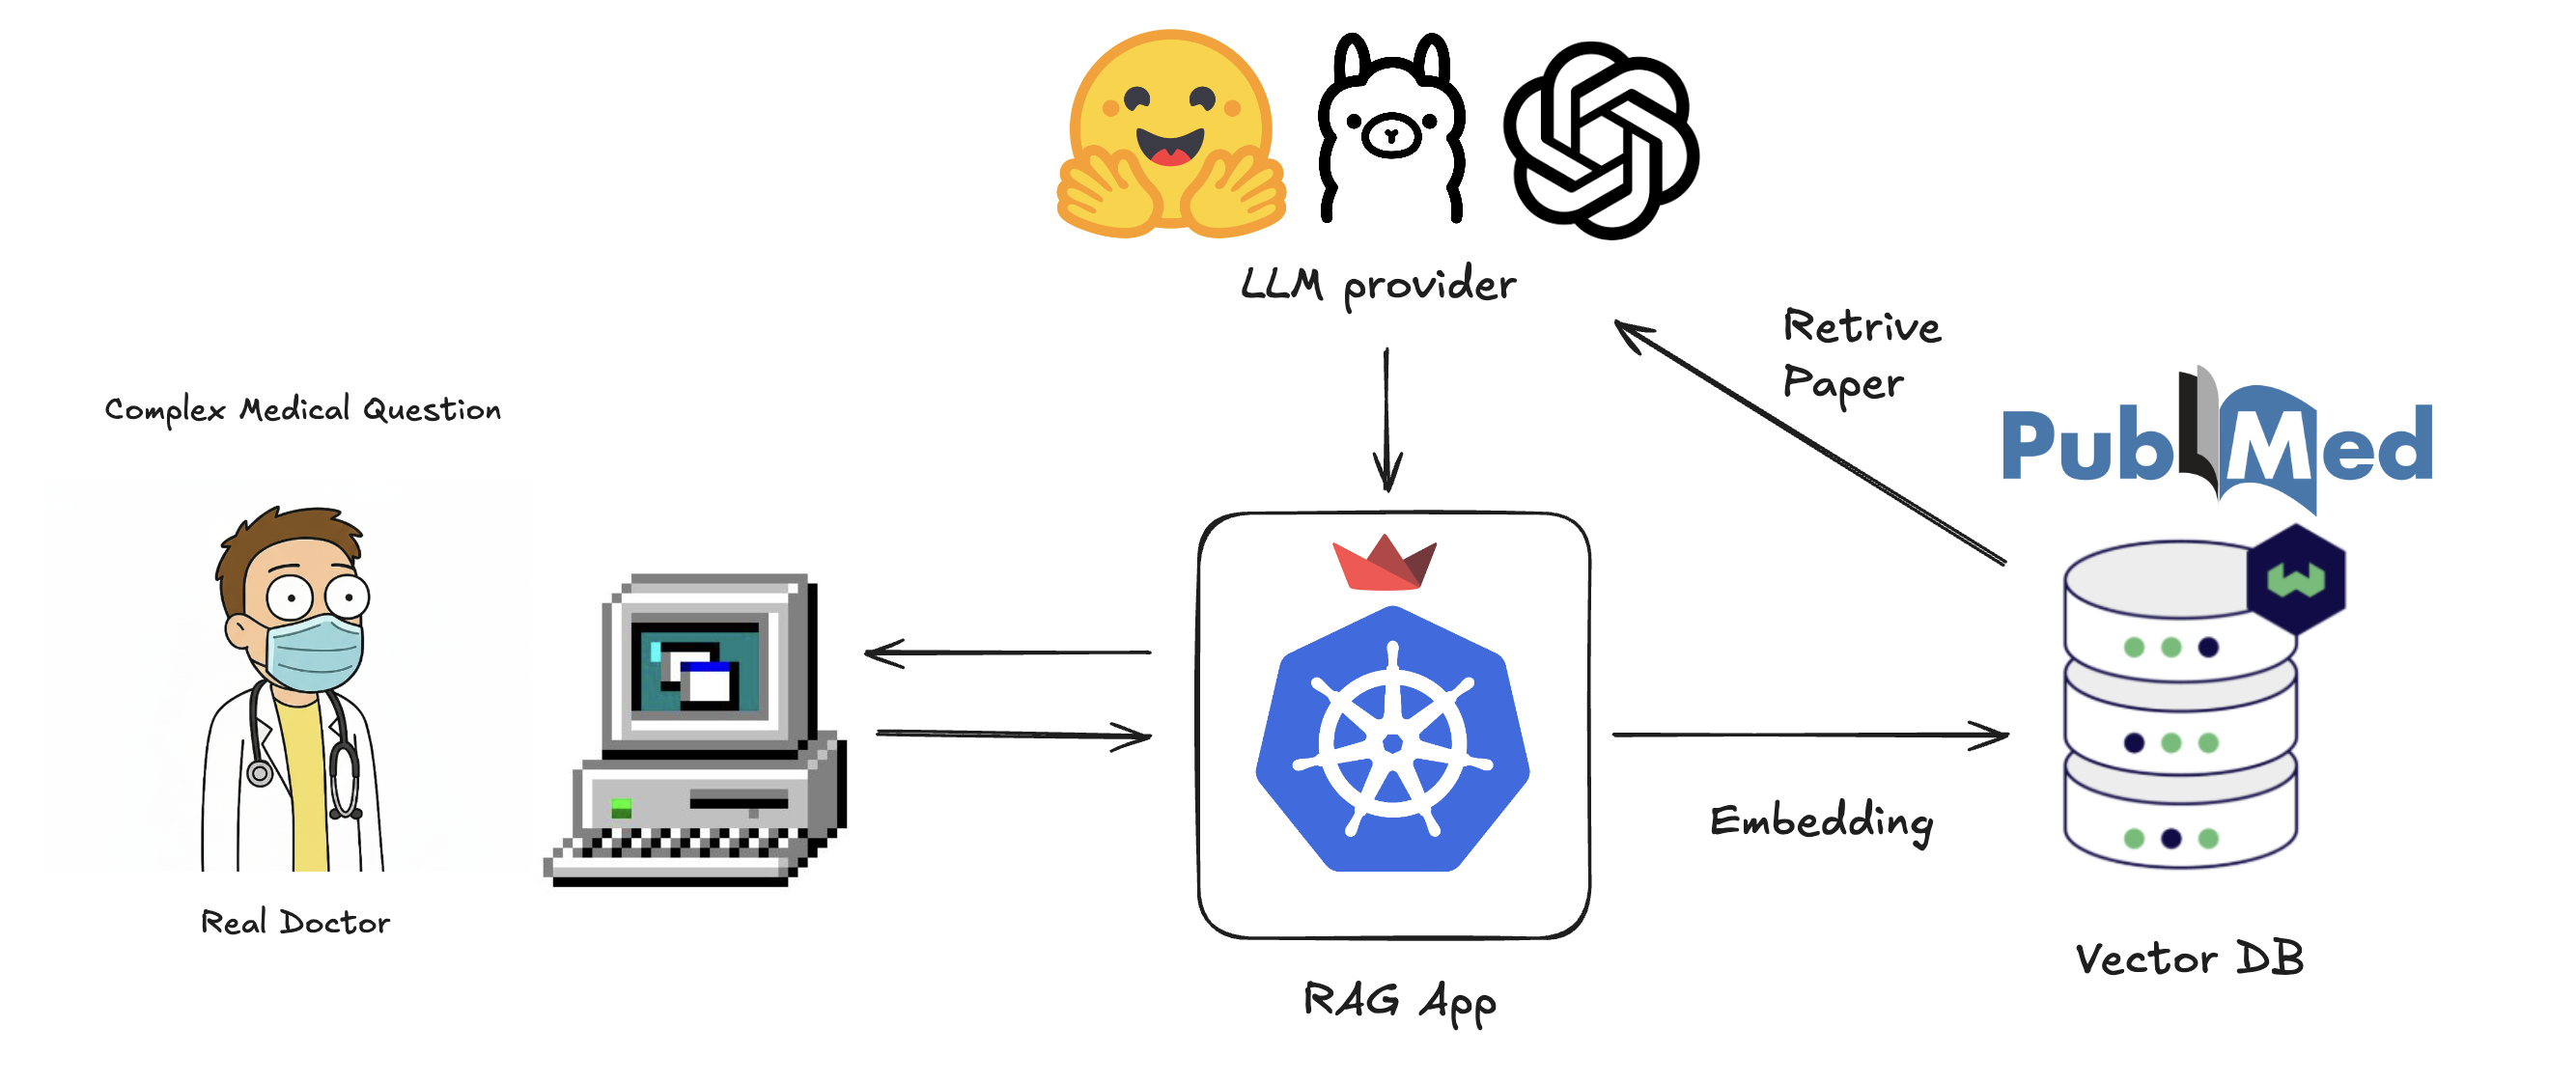 LLM provider
Retrive
Paper
Complex Medical Question
PubMed
Real Doctor
Embedding
Vector DB
RAG App